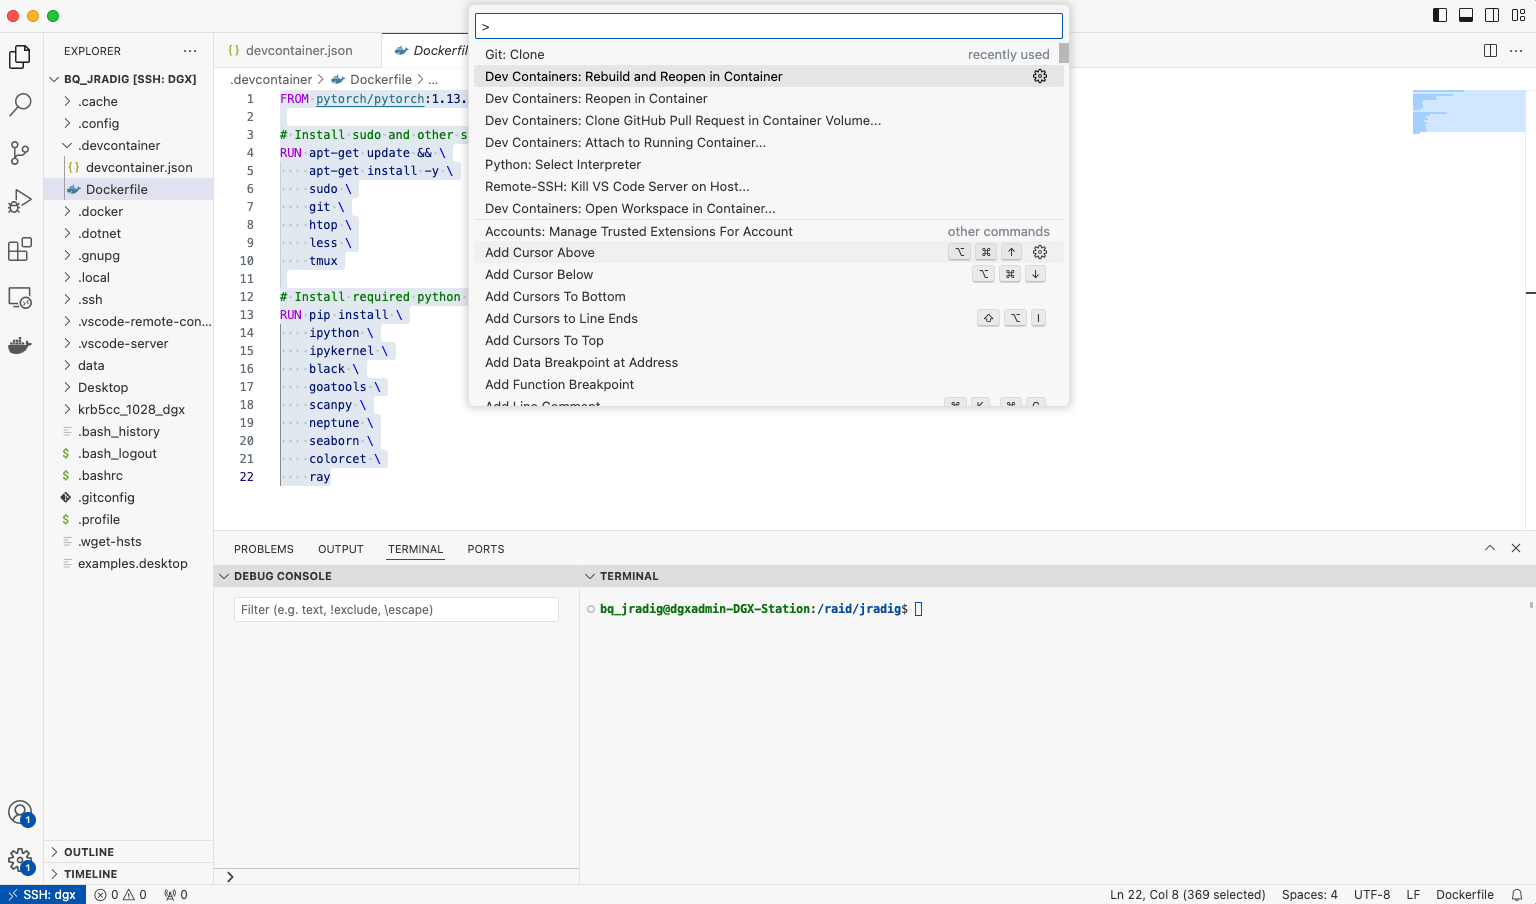 >
Git: Clone recently used
Dev Containers: Rebuild and Reopen in Container
Dev Containers: Reopen in Container
Dev Containers: Clone GitHub Pull Request in Container Volume...
Dev Containers: Attach to Running Container...
Python: Select Interpreter
Remote-SSH: Kill VS Code Server on Host...
Dev Containers: Open Workspace in Container...
Accounts: Manage Trusted Extensions For Account other commands
Add Cursor Above ⌥ ⌘ ↑
Add Cursor Below ⌥ ⌘ ↓
Add Cursors To Bottom
Add Cursors to Line Ends ⇧ ⌥ I
Add Cursors To Top
Add Data Breakpoint at Address
Add Function Breakpoint
Add Line Comment ⌘ K ⌘ C
EXPLORER ···
BQ_JRADIG [SSH: DGX]
.cache
.config
.devcontainer
{} devcontainer.json
Dockerfile
.docker
.dotnet
.gnupg
.local
.ssh
.vscode-remote-con...
.vscode-server
data
Desktop
krb5cc_1028_dgx
.bash_history
$ .bash_logout
$ .bashrc
.gitconfig
$ .profile
.wget-hsts
examples.desktop
OUTLINE
TIMELINE
1
1
{} devcontainer.json
Dockerfil
.devcontainer > Dockerfile > ...
1 FROM pytorch/pytorch:1.13.
2
3 # Install sudo and other s
4 RUN apt-get update && \
5 apt-get install -y \
6 sudo \
7 git \
8 htop \
9 less \
10 tmux
11
12 # Install required python
13 RUN pip install \
14 ipython \
15 ipykernel \
16 black \
17 goatools \
18 scanpy \
19 neptune \
20 seaborn \
21 colorcet \
22 ray
PROBLEMS OUTPUT TERMINAL PORTS
DEBUG CONSOLE
Filter (e.g. text, !exclude, \escape)
>
TERMINAL
bq_jradig@dgxadmin-DGX-Station:/raid/jradig$
SSH: dgx 0 0 0
Ln 22, Col 8 (369 selected) Spaces: 4 UTF-8 LF Dockerfile